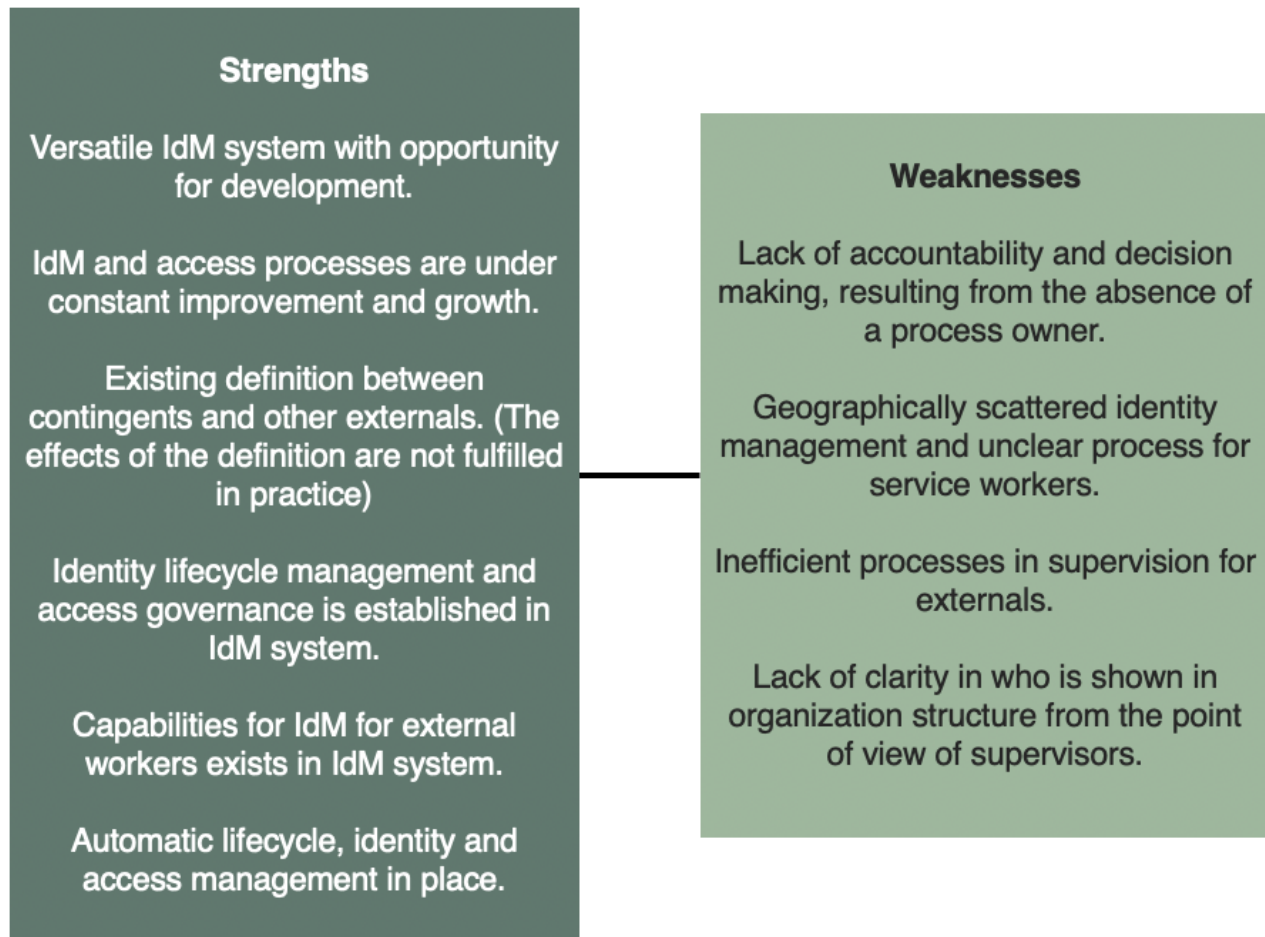 Strengths
Versatile IdM system with opportunity
for development.
IdM and access processes are under
constant improvement and growth.
Existing definition between
contingents and other externals. (The
effects of the definition are not fulfilled
in practice)
Identity lifecycle management and
access governance is established in
IdM system.
Capabilities for IdM for external
workers exists in IdM system.
Automatic lifecycle, identity and
access management in place.
Weaknesses
Lack of accountability and decision
making, resulting from the absence of
a process owner.
Geographically scattered identity
management and unclear process for
service workers.
Inefficient processes in supervision for
externals.
Lack of clarity in who is shown in
organization structure from the point
of view of supervisors.